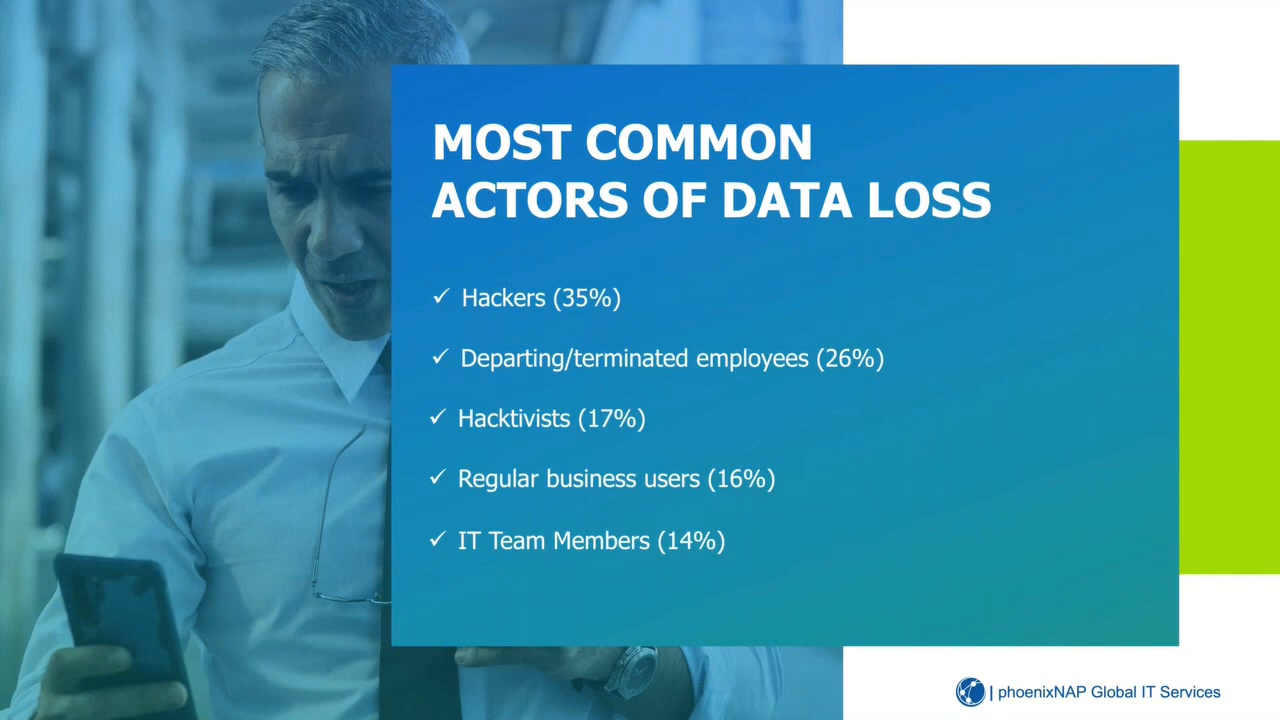 MOST COMMON
ACTORS OF DATA LOSS
✓ Hackers (35%)
✓ Departing/terminated employees (26%)
✓ Hacktivists (17%)
✓ Regular business users (16%)
✓ IT Team Members (14%)
| phoenixNAP Global IT Services